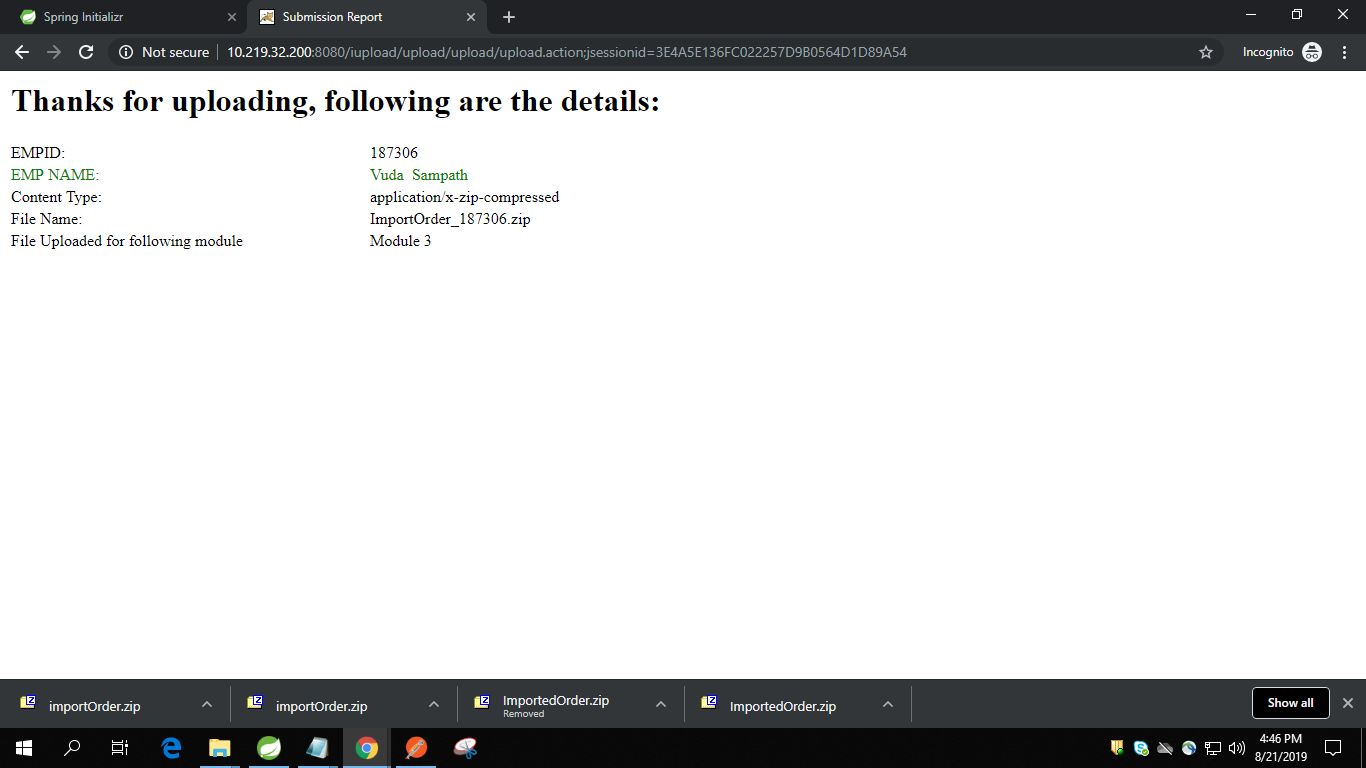 Spring Initializr
Submission Report
Not secure
10.219.32.200:8080/iupload/upload/upload/upload.action;jsessionid=3E4A5E136FC022257D9B0564D1D89A54
Incognito
Thanks for uploading, following are the details:
EMPID: 187306
EMP NAME: Vuda Sampath
Content Type: application/x-zip-compressed
File Name: ImportOrder_187306.zip
File Uploaded for following module Module 3
importOrder.zip
importOrder.zip
ImportedOrder.zip
Removed
ImportedOrder.zip
Show all
4:46 PM
8/21/2019